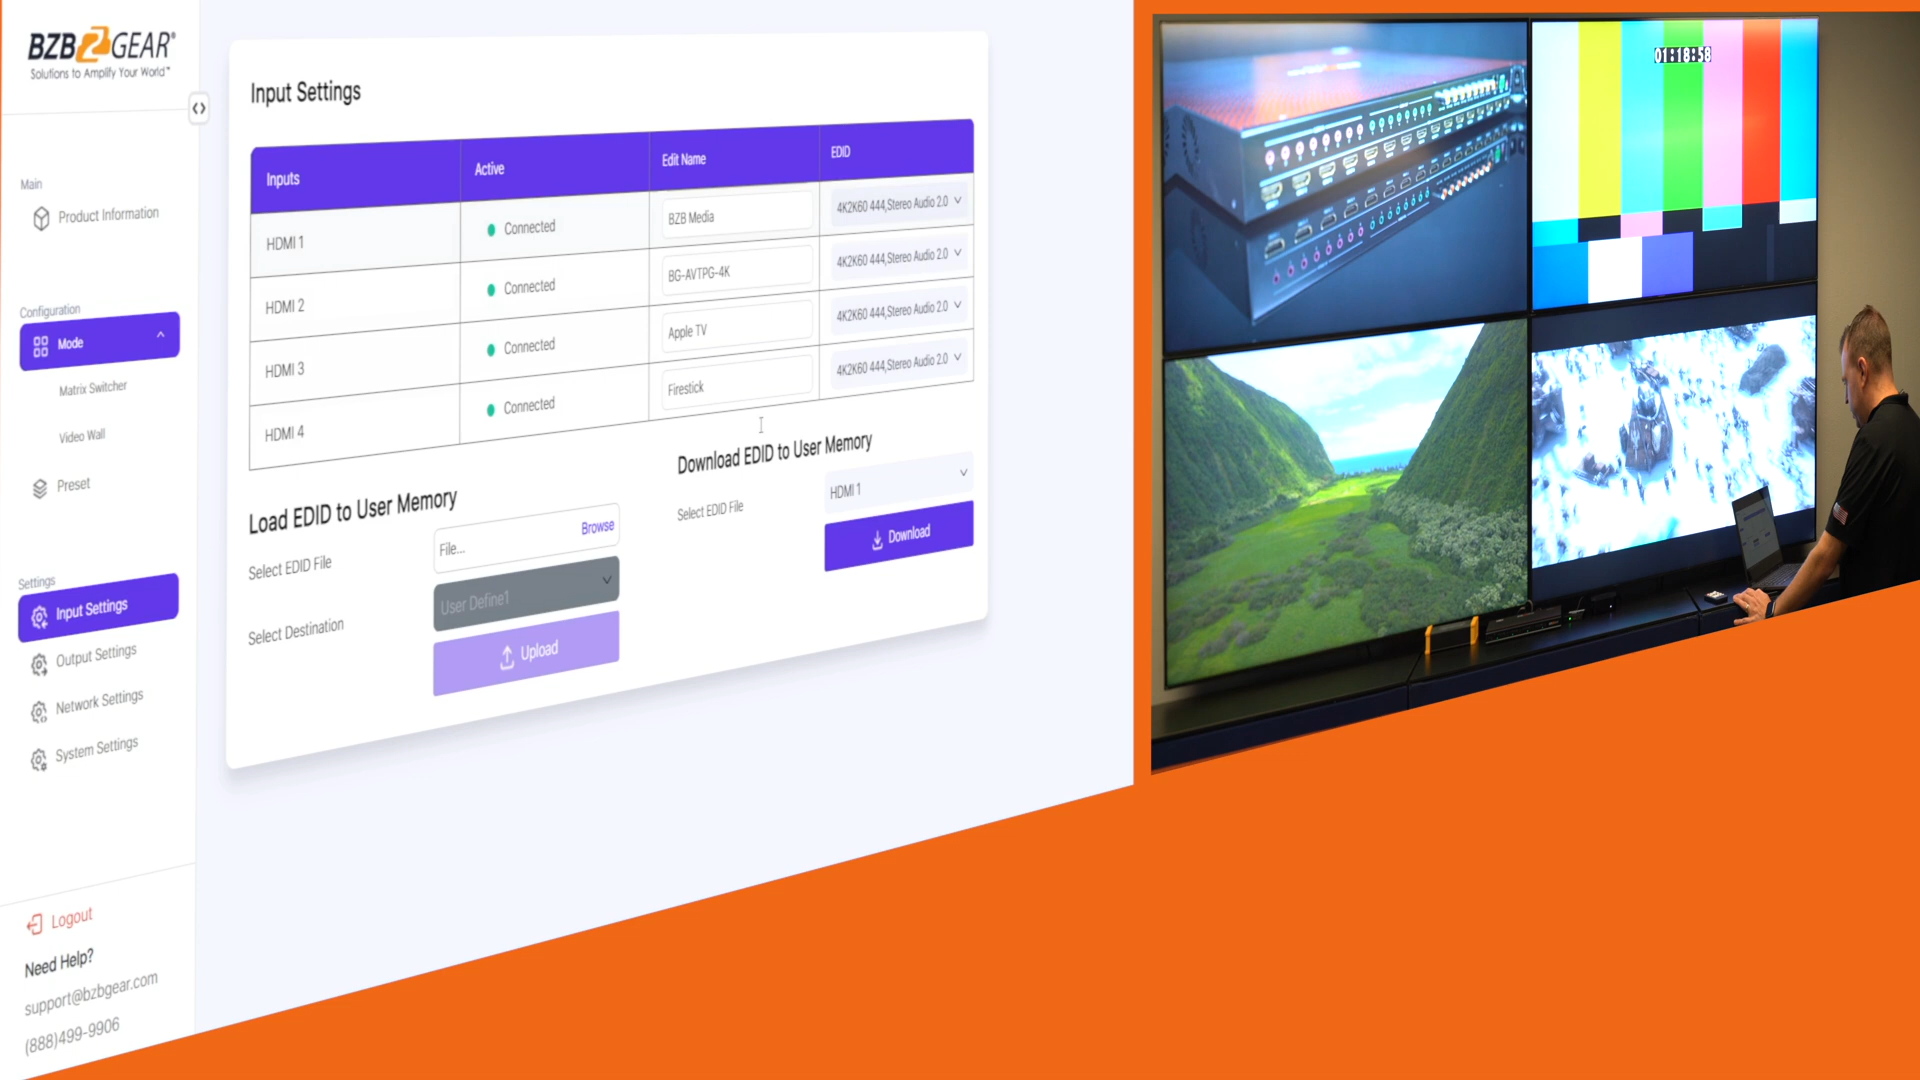 BZB GEAR®
Solutions to Amplify Your World™
Main
Product Information
Configuration
Mode
Matrix Switcher
Video Wall
Preset
Settings
Input Settings
Output Settings
Network Settings
System Settings
Logout
Need Help?
support@bzbgear.com
(888)499-9906
Input Settings
Inputs Active Edit Name EDID
HDMI 1 Connected BZB Media 4K2K60 444,Stereo Audio 2.0
HDMI 2 Connected BG-AVTPG-4K 4K2K60 444,Stereo Audio 2.0
HDMI 3 Connected Apple TV 4K2K60 444,Stereo Audio 2.0
HDMI 4 Connected Firestick 4K2K60 444,Stereo Audio 2.0
Load EDID to User Memory
Select EDID File File... Browse
Select Destination User Define1
Upload
Download EDID to User Memory
Select EDID File HDMI 1
Download
01:18:58